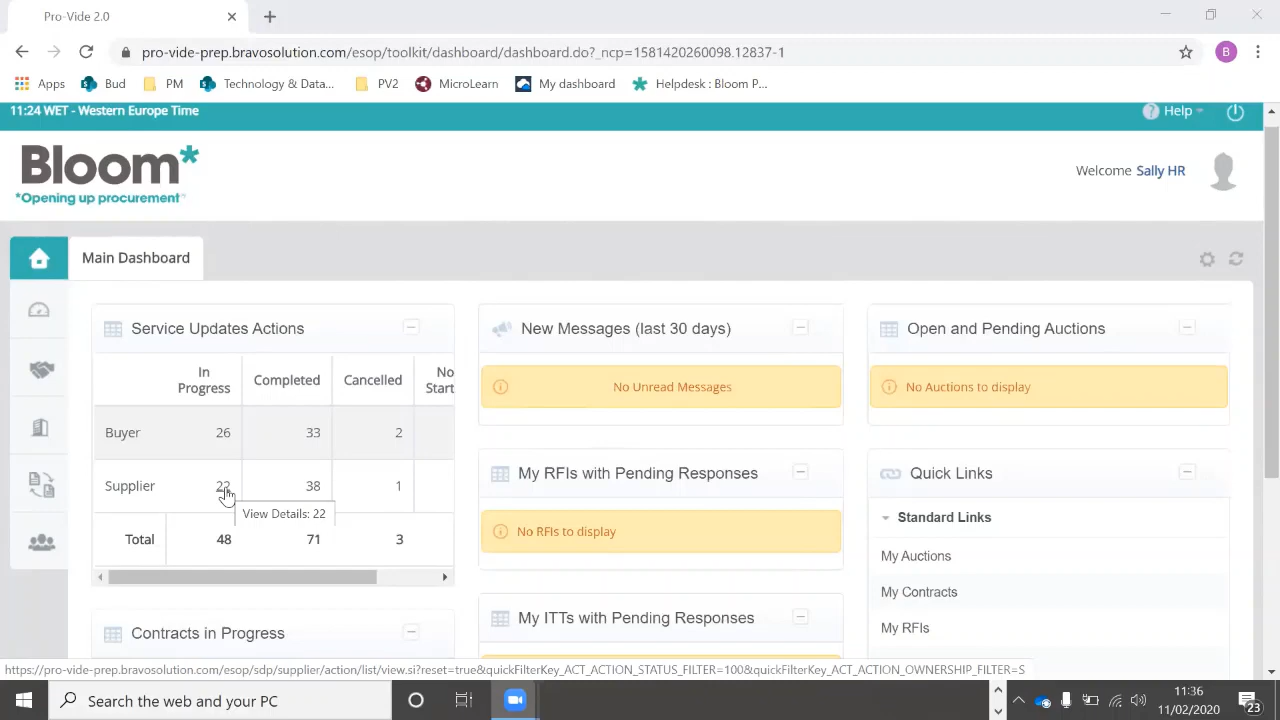 Pro-Vide 2.0
pro-vide-prep.bravosolution.com/esop/toolkit/dashboard/dashboard.do?_ncp=1581420260098.12837-1
B
Apps Bud PM Technology & Data... PV2 MicroLearn My dashboard Helpdesk : Bloom P...
11:24 WET - Western Europe Time
Help
Bloom*
*Opening up procurement
Welcome Sally HR
Main Dashboard
Service Updates Actions
In Progress Completed Cancelled No Start
Buyer 26 33 2
Supplier 22 38 1
View Details: 22
Total 48 71 3
Contracts in Progress
New Messages (last 30 days)
No Unread Messages
My RFIs with Pending Responses
No RFIs to display
My ITTs with Pending Responses
Open and Pending Auctions
No Auctions to display
Quick Links
Standard Links
My Auctions
My Contracts
My RFIs
https://pro-vide-prep.bravosolution.com/esop/sdp/supplier/action/list/view.si?reset=true&quickFilterKey_ACT_ACTION_STATUS_FILTER=100&quickFilterKey_ACT_ACTION_OWNERSHIP_FILTER=S
Search the web and your PC
11:36
11/02/2020
23